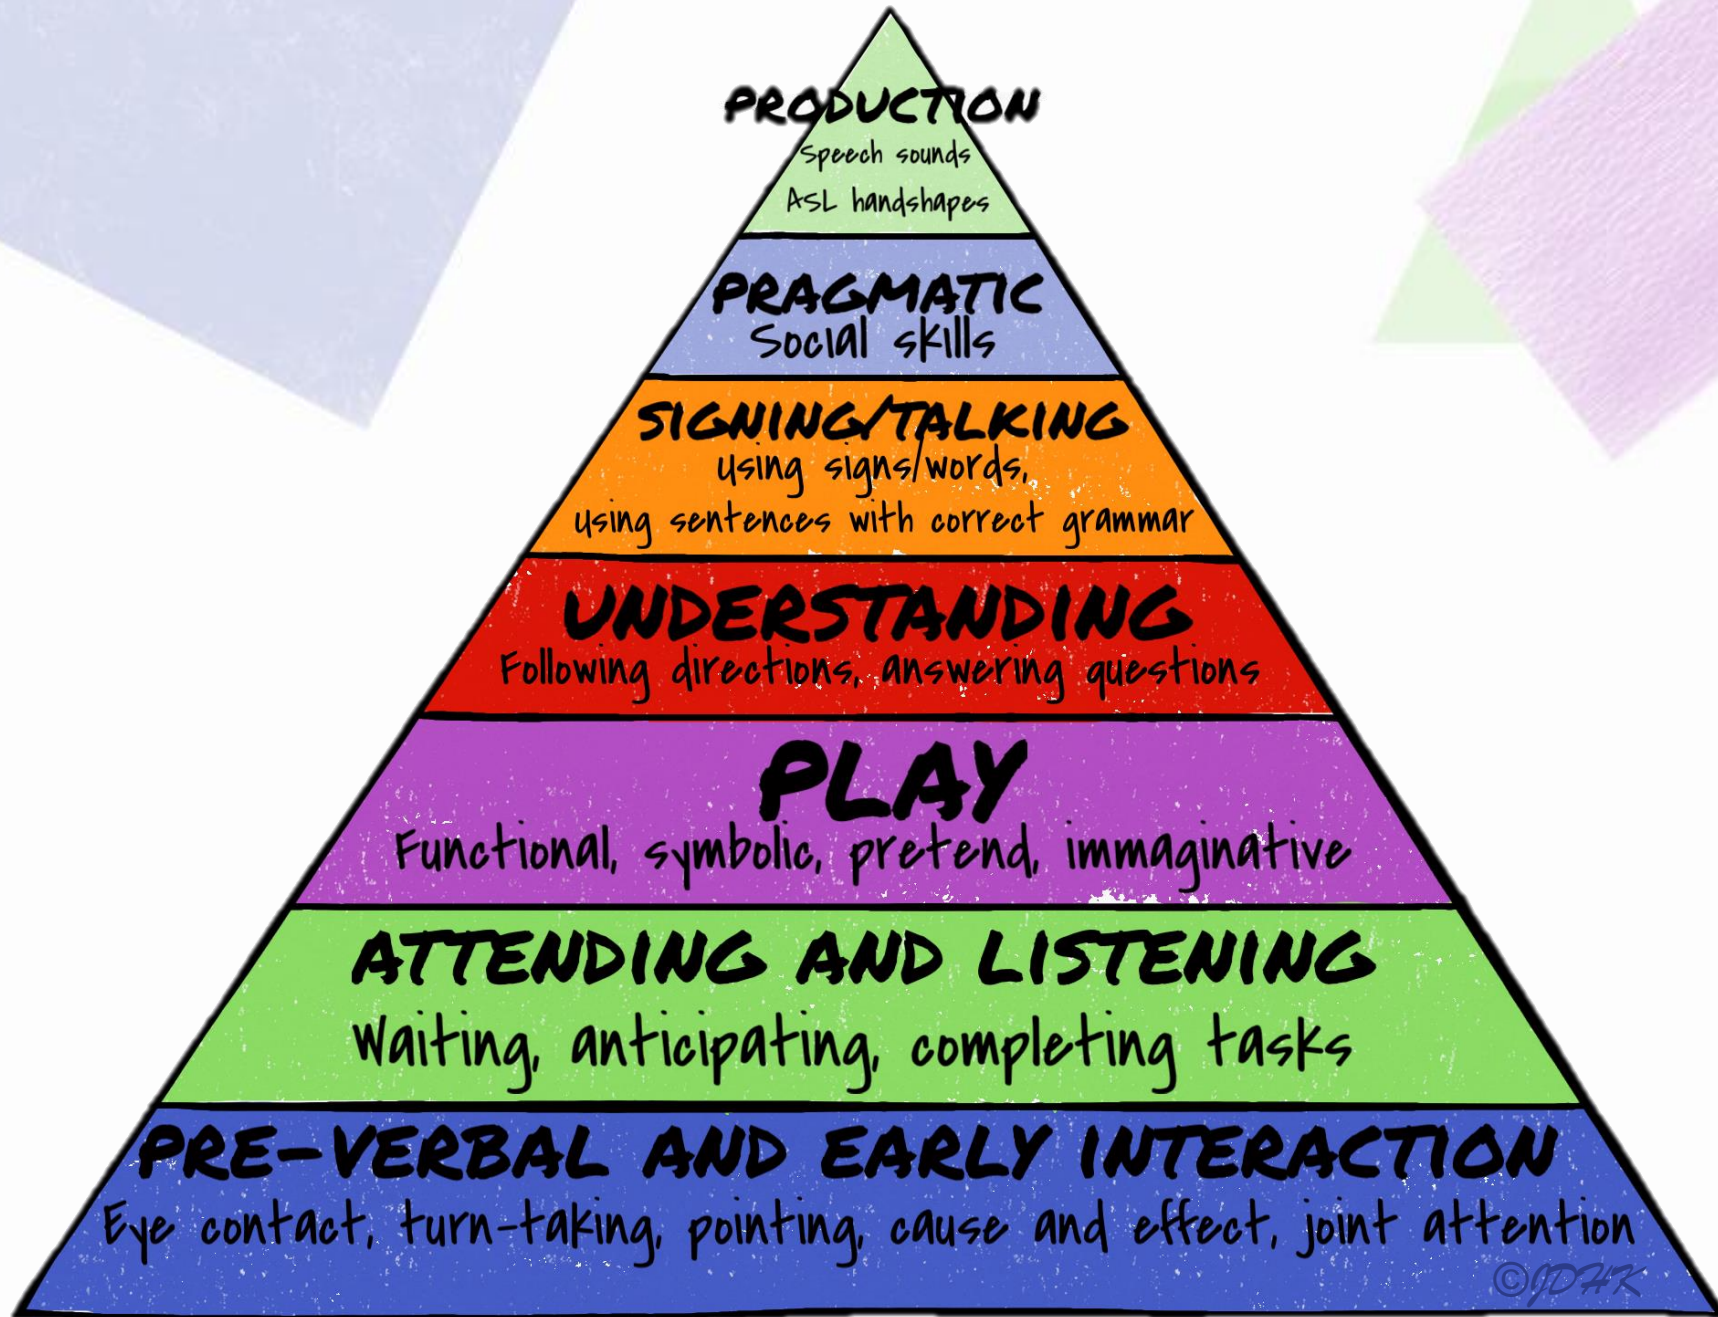 PRODUCTION
Speech sounds
ASL handshapes
PRAGMATIC
Social skills
SIGNING/TALKING
Using signs/words,
using sentences with correct grammar
UNDERSTANDING
Following directions, answering questions
PLAY
Functional, symbolic, pretend, immaginative
ATTENDING AND LISTENING
Waiting, anticipating, completing tasks
PRE-VERBAL AND EARLY INTERACTION
Eye contact, turn-taking, pointing, cause and effect, joint attention
©JDHK